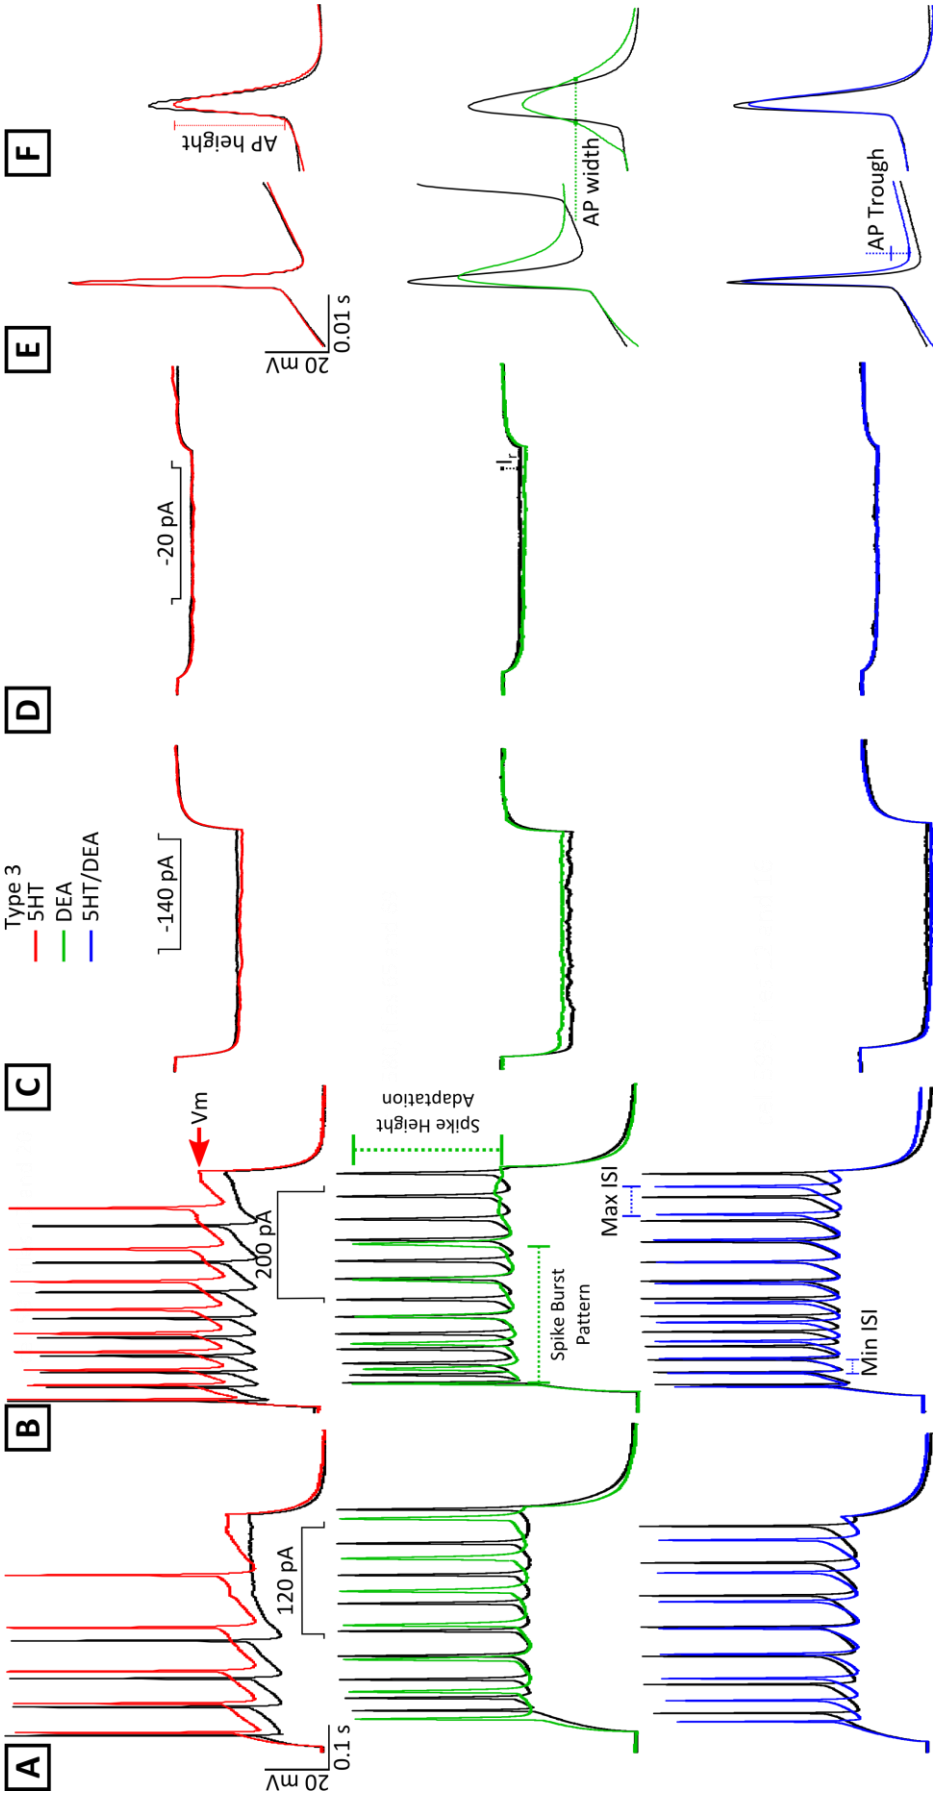 A
B
C
D
E
F
Type 3
5HT
DEA
5HT/DEA
Vm
120 pA
200 pA
-140 pA
-20 pA
20 mV
0.1 s
20 mV
0.01 s
AP height
Spike Height
Adaptation
Spike Burst
Pattern
Ir
AP width
Min ISI
Max ISI
AP Trough